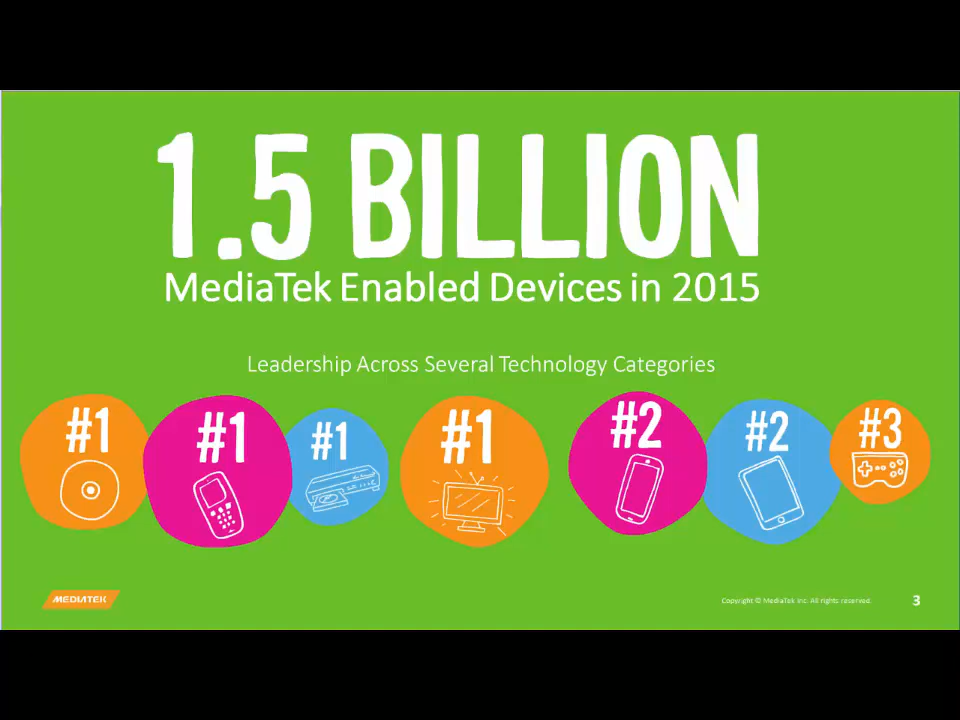 1.5 BILLION
MediaTek Enabled Devices in 2015
Leadership Across Several Technology Categories
#1 #1 #1 #1 #2 #2 #3
MEDIATEK
Copyright © MediaTek Inc. All rights reserved.
3